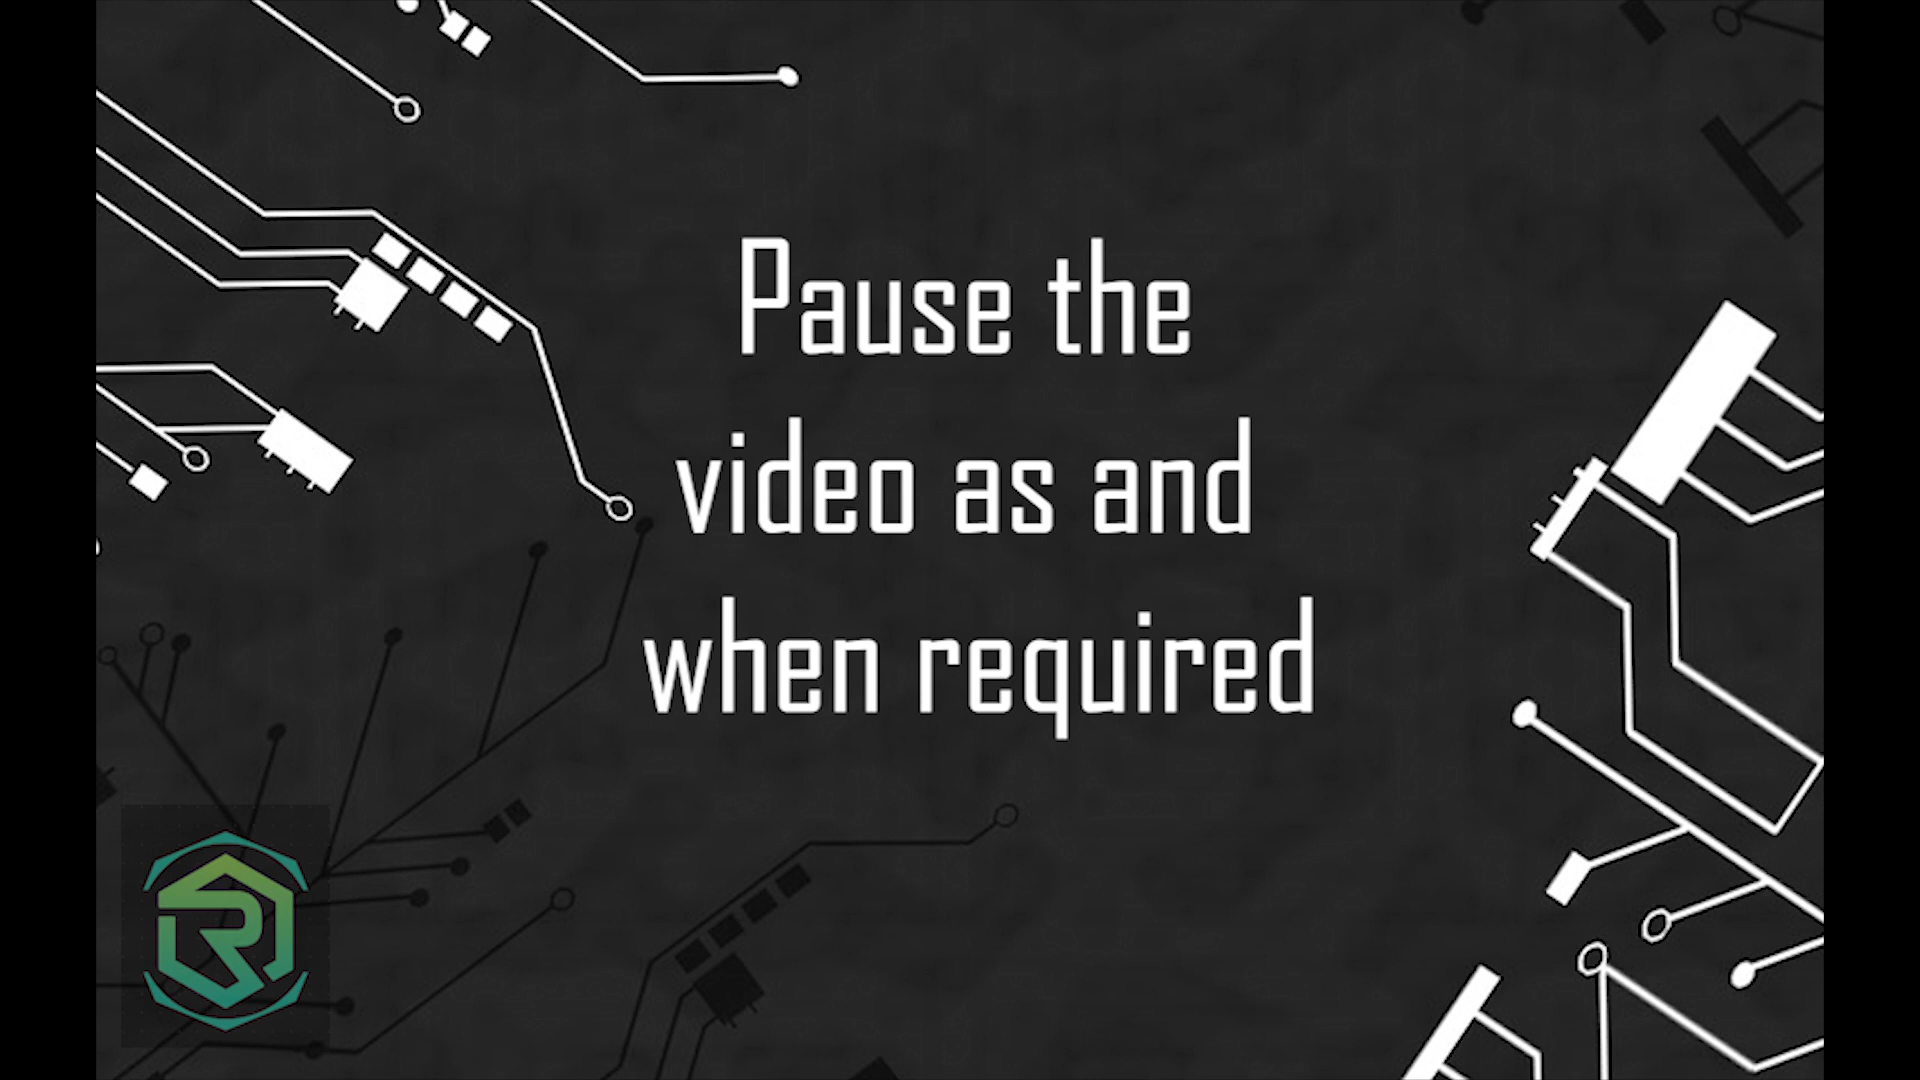 Pause the
video as and
when required